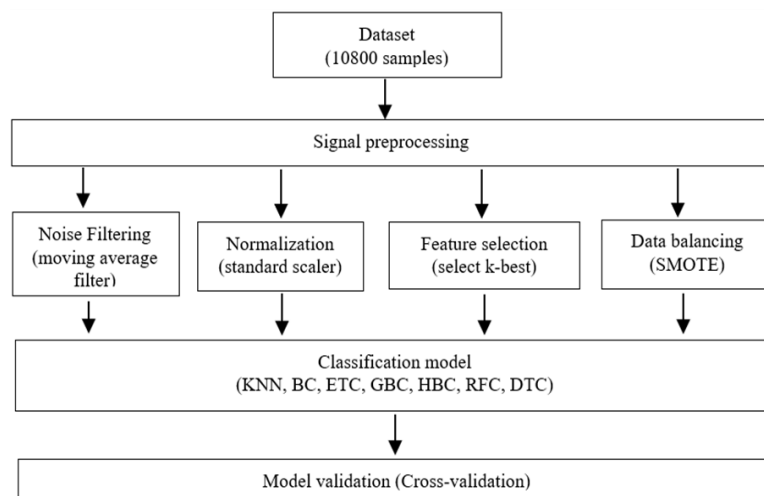 Dataset
(10800 samples)
Signal preprocessing
Noise Filtering
(moving average
filter)
Normalization
(standard scaler)
Feature selection
(select k-best)
Data balancing
(SMOTE)
Classification model
(KNN, BC, ETC, GBC, HBC, RFC, DTC)
Model validation (Cross-validation)